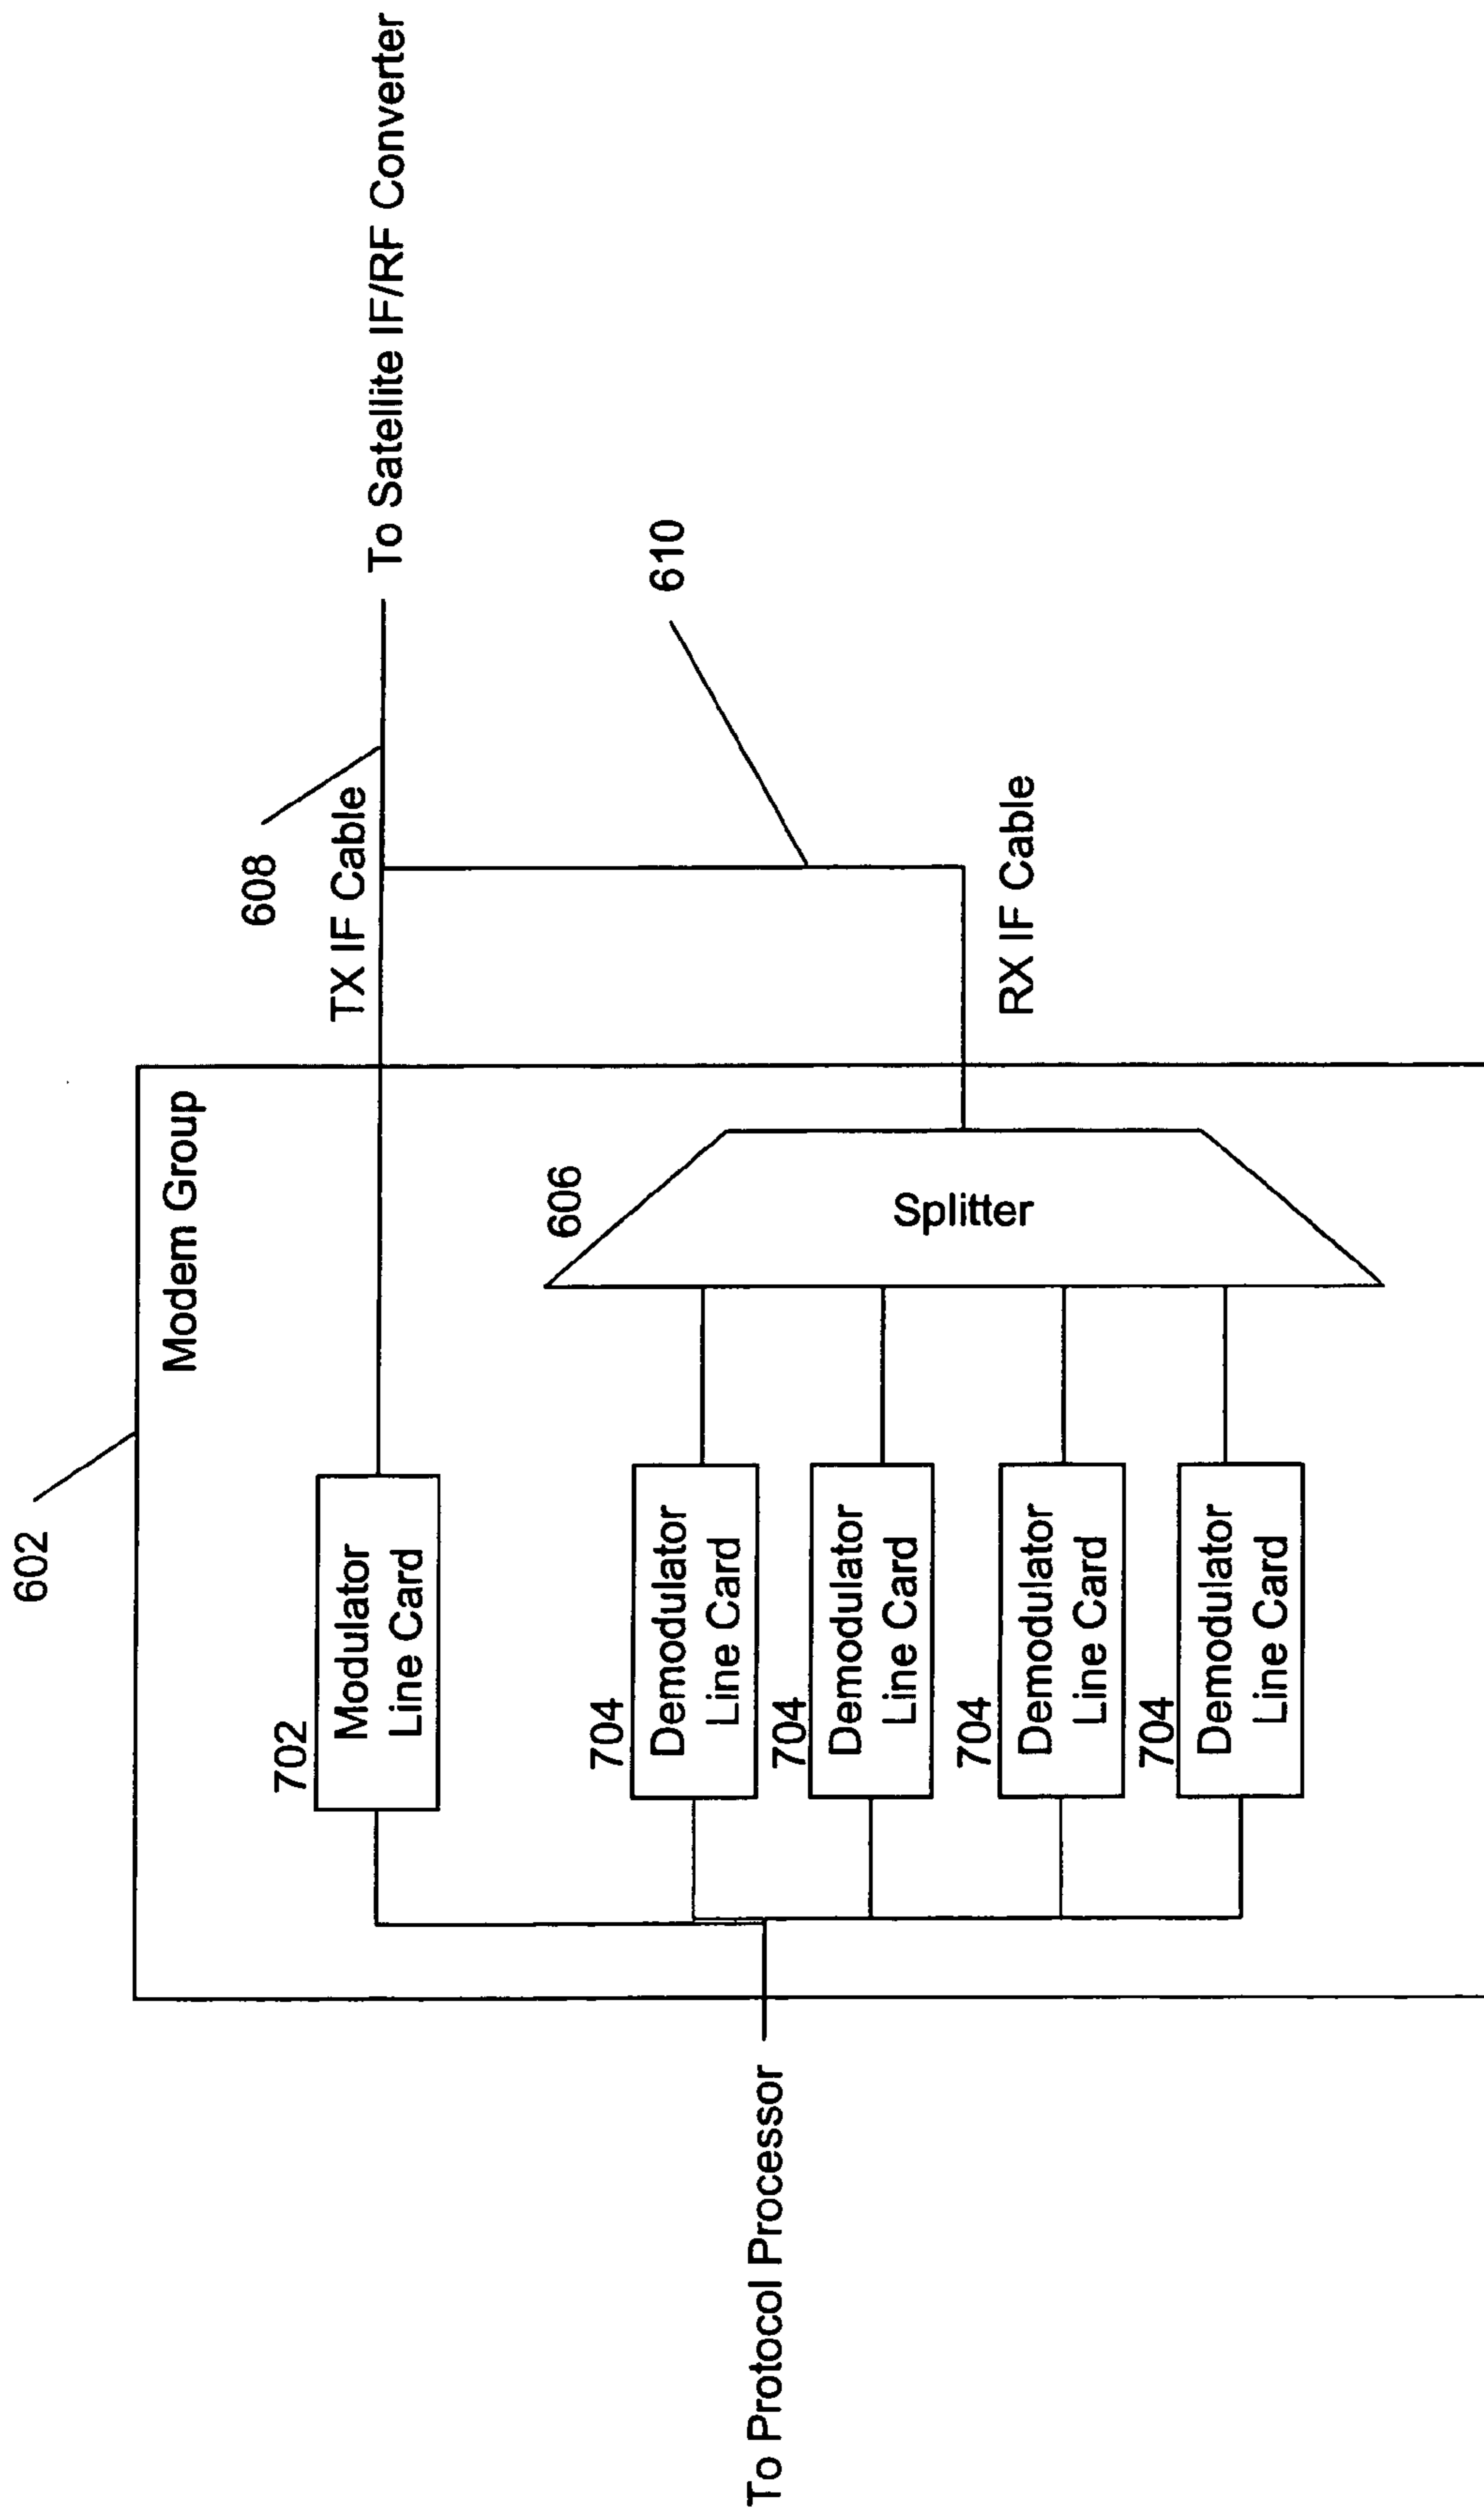 602
Modem Group
608
TX IF Cable
To Satellite IF/RF Converter
702
Modulator
Line Card
610
606
Splitter
RX IF Cable
704
Demodulator
Line Card
704
Demodulator
Line Card
704
Demodulator
Line Card
704
Demodulator
Line Card
To Protocol Processor